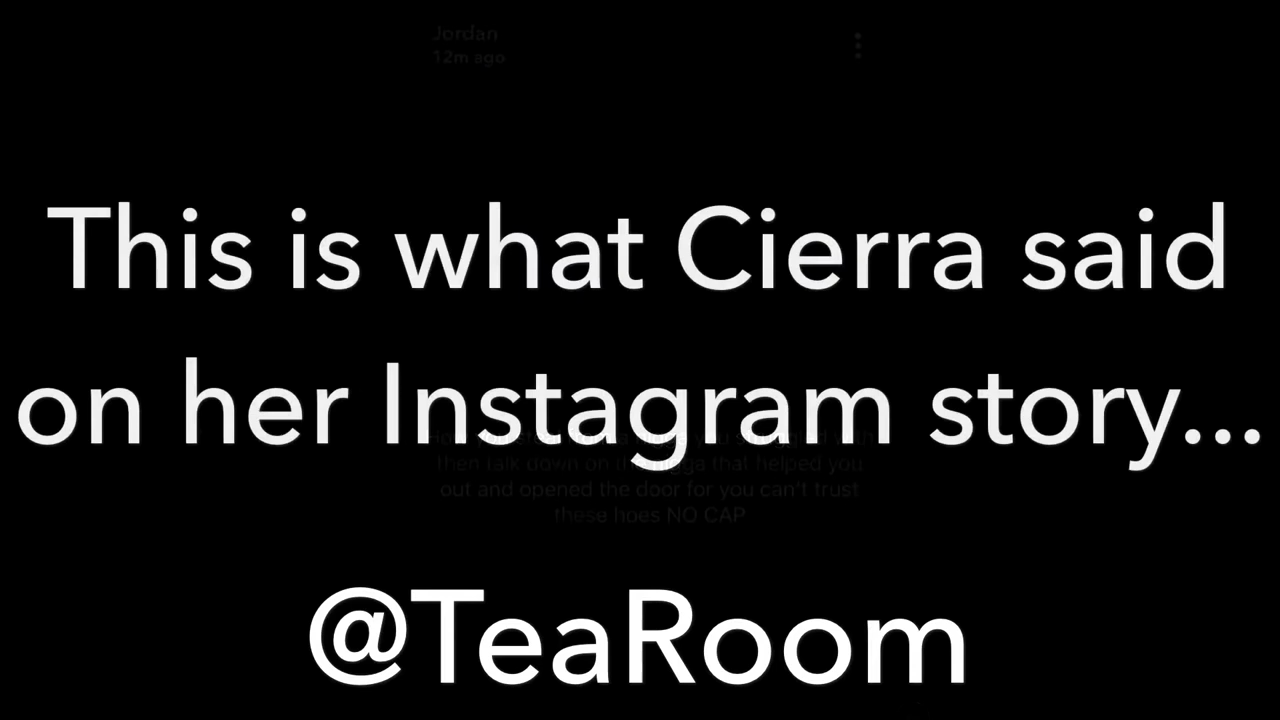 Jordan
12m ago
This is what Cierra said
on her Instagram story...
then talk down on the nigga that helped you
out and opened the door for you can't trust
these hoes NO CAP
@TeaRoom